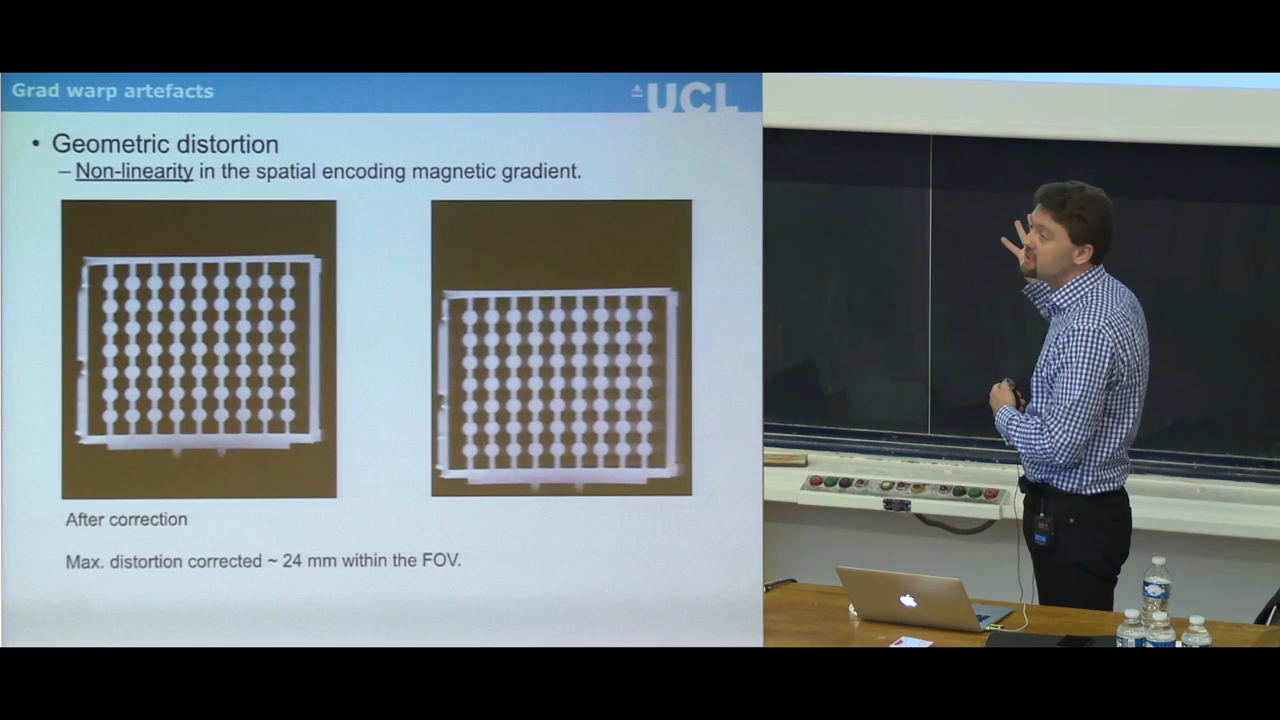 Grad warp artefacts
UCL
• Geometric distortion
– Non-linearity in the spatial encoding magnetic gradient.
After correction
Max. distortion corrected ~ 24 mm within the FOV.